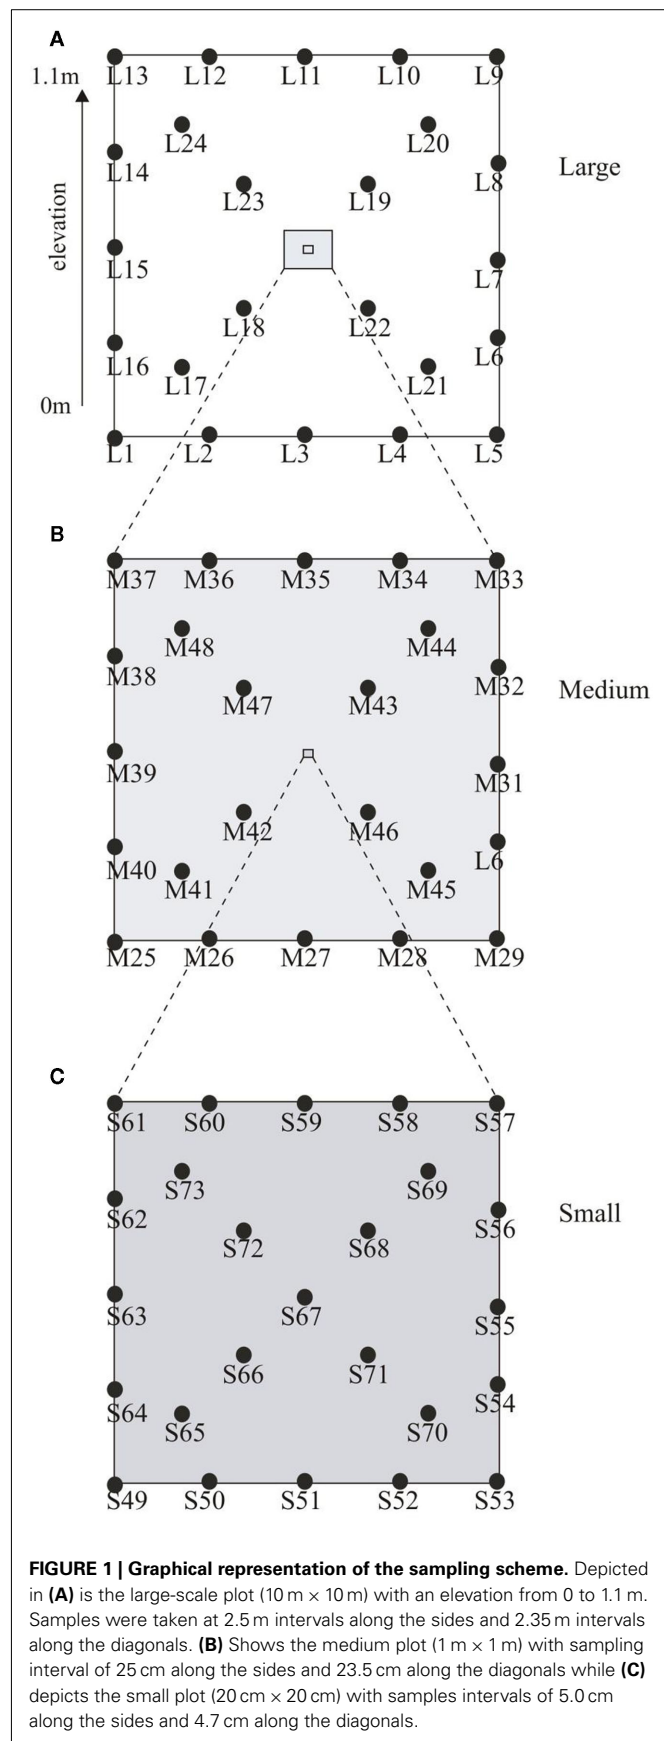 A
1.1m
L13 L12 L11 L10 L9
L24 L20
L14 L8
Large
L23 L19
elevation
L15 L7
L18 L22
L16 L6
L17 L21
0m
L1 L2 L3 L4 L5
B
M37 M36 M35 M34 M33
M48 M44
M38 M32
Medium
M47 M43
M39 M31
M42 M46
M40 L6
M41 M45
M25 M26 M27 M28 M29
C
S61 S60 S59 S58 S57
S73 S69
S62 S56
Small
S72 S68
S63 S67 S55
S66 S71
S64 S54
S65 S70
S49 S50 S51 S52 S53
FIGURE 1 | Graphical representation of the sampling scheme. Depicted
in (A) is the large-scale plot (10 m × 10 m) with an elevation from 0 to 1.1 m.
Samples were taken at 2.5 m intervals along the sides and 2.35 m intervals
along the diagonals. (B) Shows the medium plot (1 m × 1 m) with sampling
interval of 25 cm along the sides and 23.5 cm along the diagonals while (C)
depicts the small plot (20 cm × 20 cm) with samples intervals of 5.0 cm
along the sides and 4.7 cm along the diagonals.